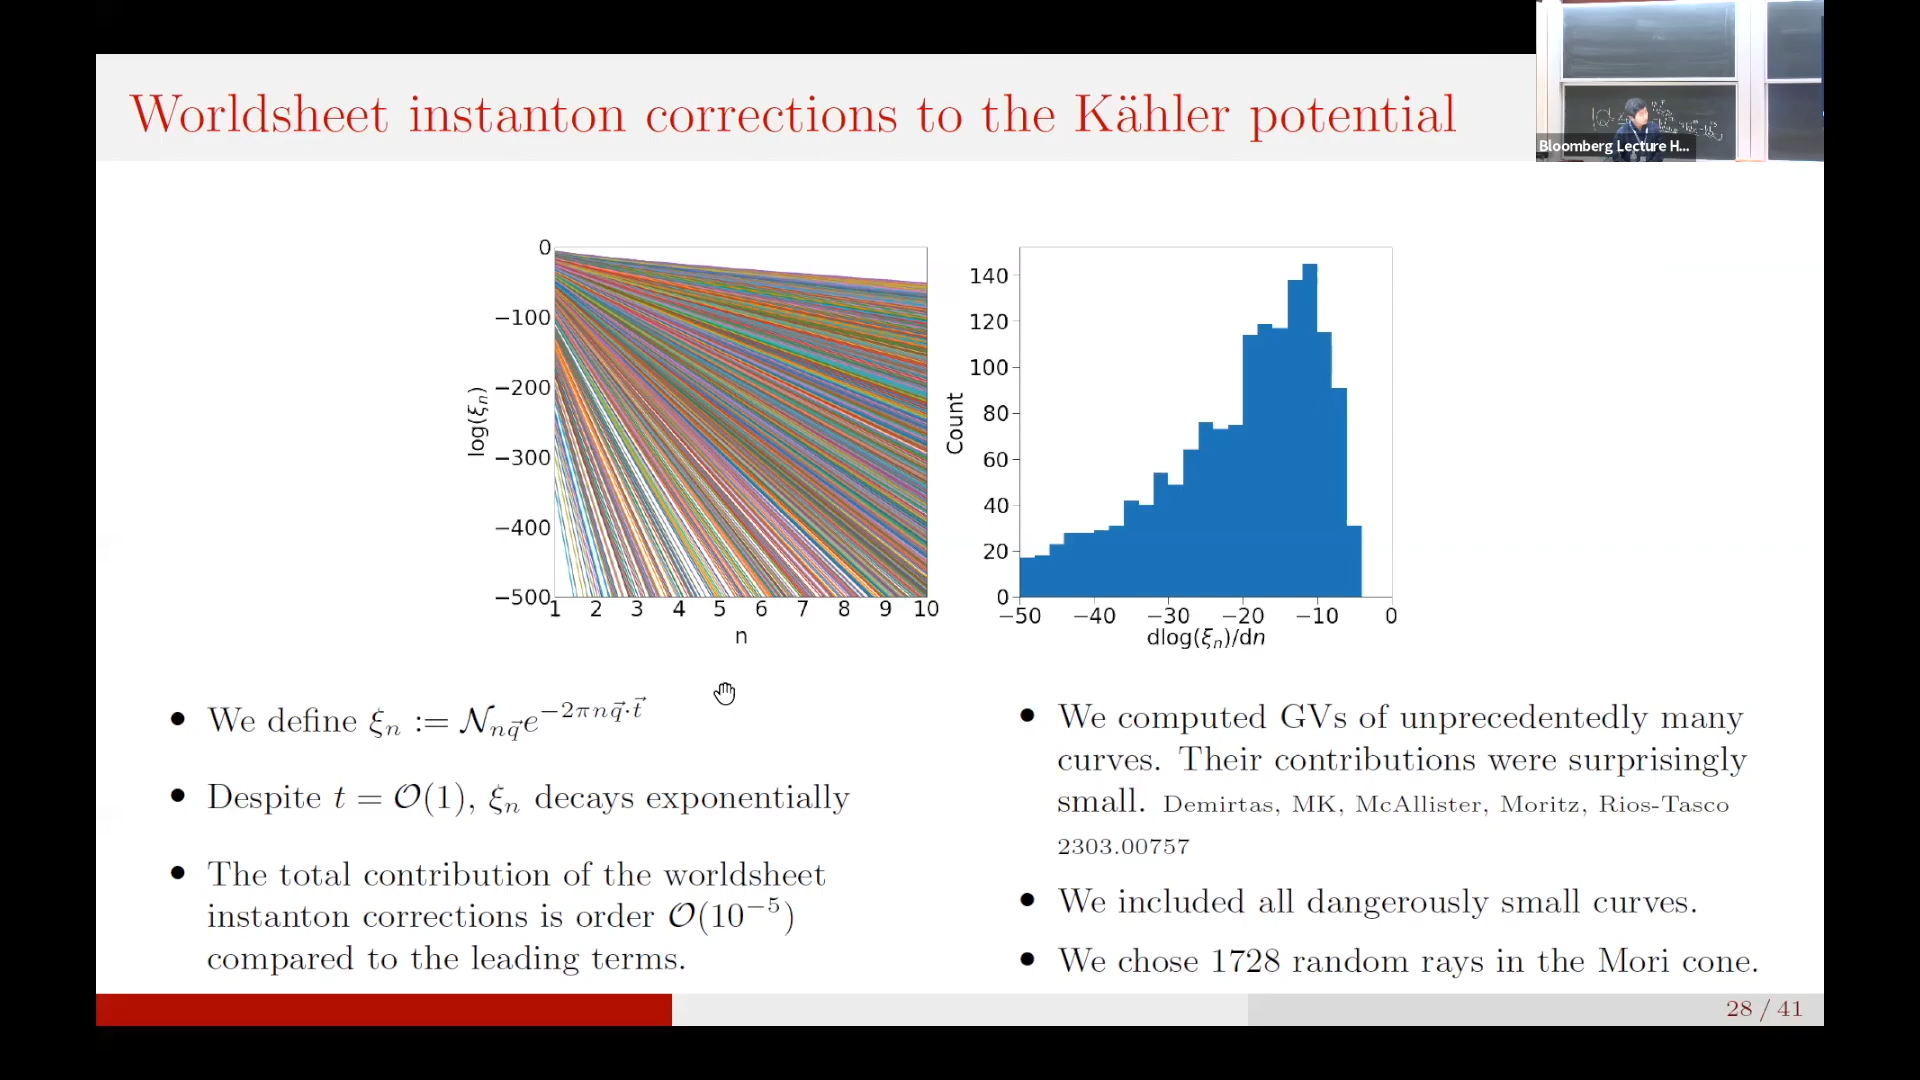 Worldsheet instanton corrections to the Kähler potential
Bloomberg Lecture H...
0
−100
−200
−300
−400
−500
log(ξₙ)
1 2 3 4 5 6 7 8 9 10
n
140
120
100
80
60
40
20
0
Count
−50 −40 −30 −20 −10 0
dlog(ξₙ)/dn
• We define ξₙ := 𝒩_{nq⃗}e^{−2πnq⃗·t⃗}
• Despite t = 𝒪(1), ξₙ decays exponentially
• The total contribution of the worldsheet
instanton corrections is order 𝒪(10⁻⁵)
compared to the leading terms.
• We computed GVs of unprecedentedly many
curves. Their contributions were surprisingly
small. Demirtas, MK, McAllister, Moritz, Rios-Tasco
2303.00757
• We included all dangerously small curves.
• We chose 1728 random rays in the Mori cone.
28 / 41